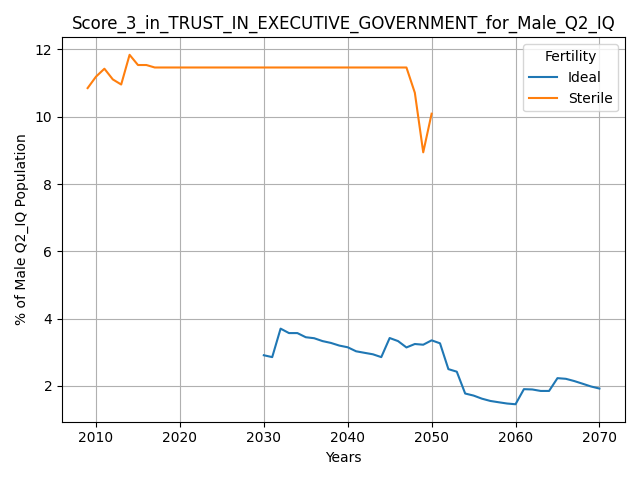 Score_3_in_TRUST_IN_EXECUTIVE_GOVERNMENT_for_Male_Q2_IQ
Fertility
Ideal
Sterile
% of Male Q2_IQ Population
12
10
8
6
4
2
2010 2020 2030 2040 2050 2060 2070
Years